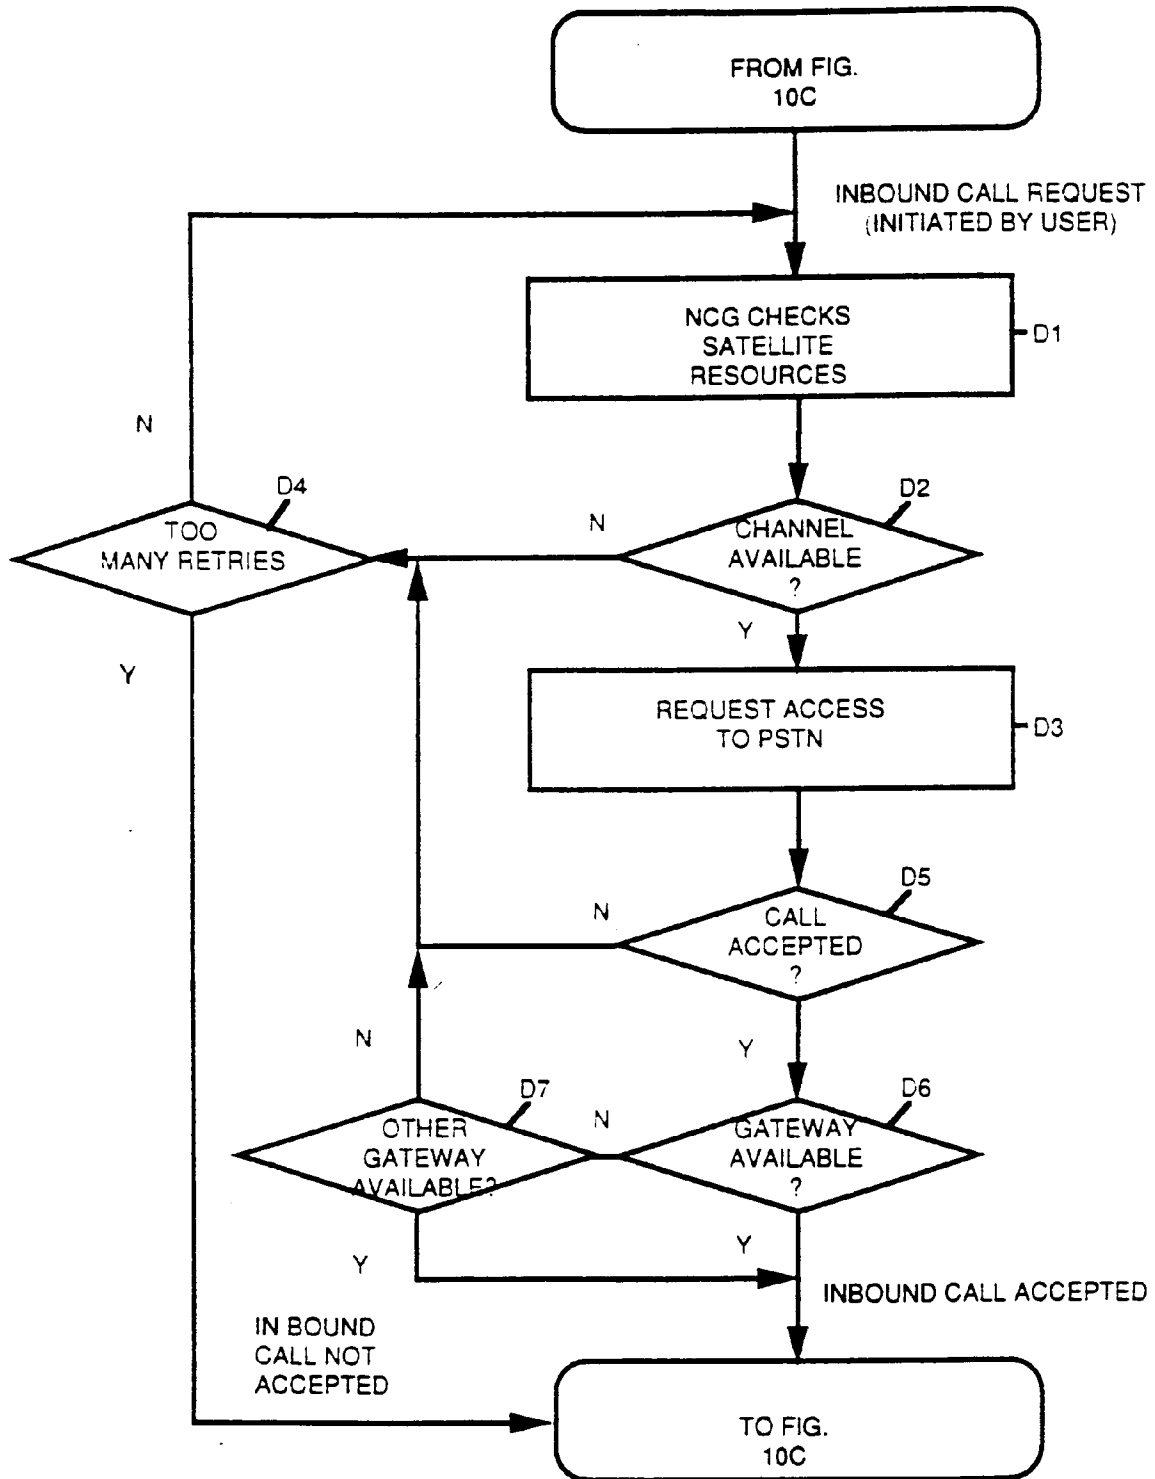 FROM FIG.
10C
INBOUND CALL REQUEST
(INITIATED BY USER)
NCG CHECKS
SATELLITE
RESOURCES
D1
N
D4
TOO
MANY RETRIES
N
D2
CHANNEL
AVAILABLE
?
Y
Y
REQUEST ACCESS
TO PSTN
D3
D5
N
CALL
ACCEPTED
?
N
Y
D7
OTHER
GATEWAY
AVAILABLE?
N
D6
GATEWAY
AVAILABLE
?
Y
Y
INBOUND CALL ACCEPTED
IN BOUND
CALL NOT
ACCEPTED
TO FIG.
10C